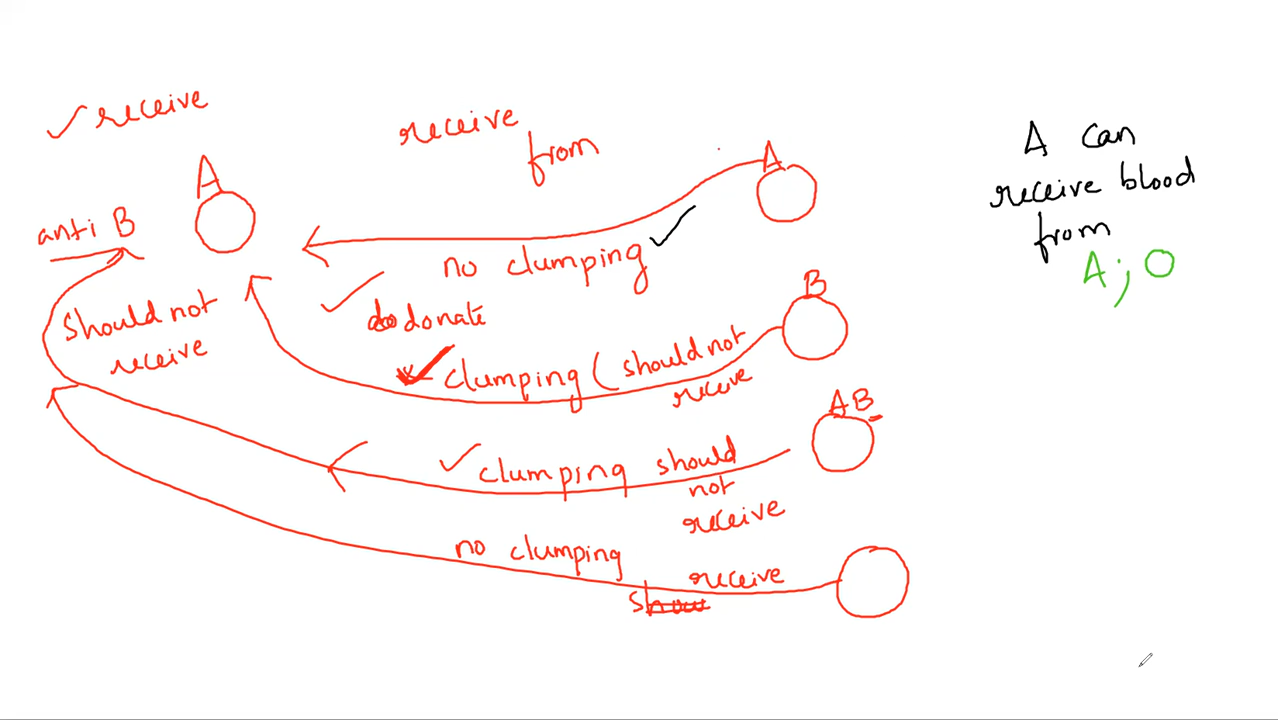 ✓ receive
receive
from
A
anti B
A
no clumping ✓
✓
donate
Should not
receive
B
clumping (should not
receive
AB
✓ clumping should
not
receive
no clumping
receive
A can
receive blood
from
A; O